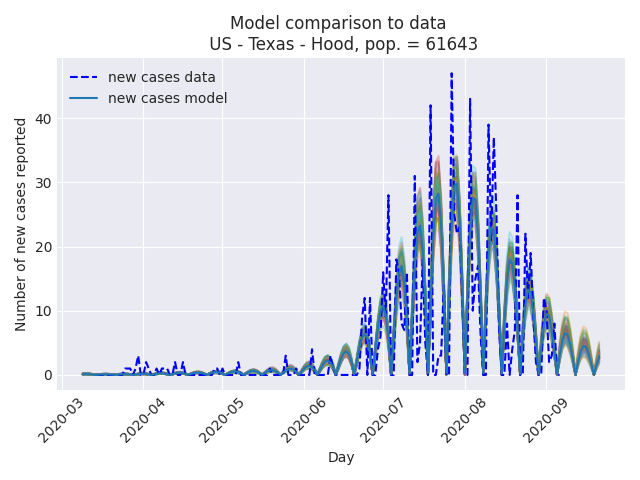 Model comparison to data
US - Texas - Hood, pop. = 61643
new cases data
new cases model
Number of new cases reported
40
30
20
10
0
2020-03
2020-04
2020-05
2020-06
2020-07
2020-08
2020-09
Day